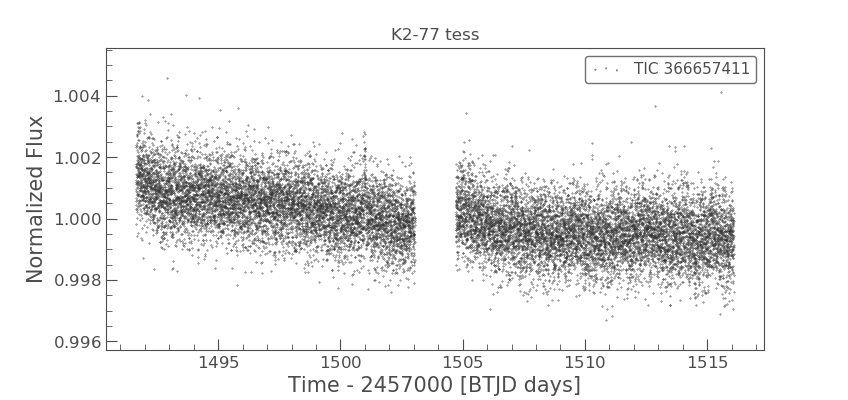 K2-77 tess
TIC 366657411
Normalized Flux
1.004
1.002
1.000
0.998
0.996
1495
1500
1505
1510
1515
Time - 2457000 [BTJD days]